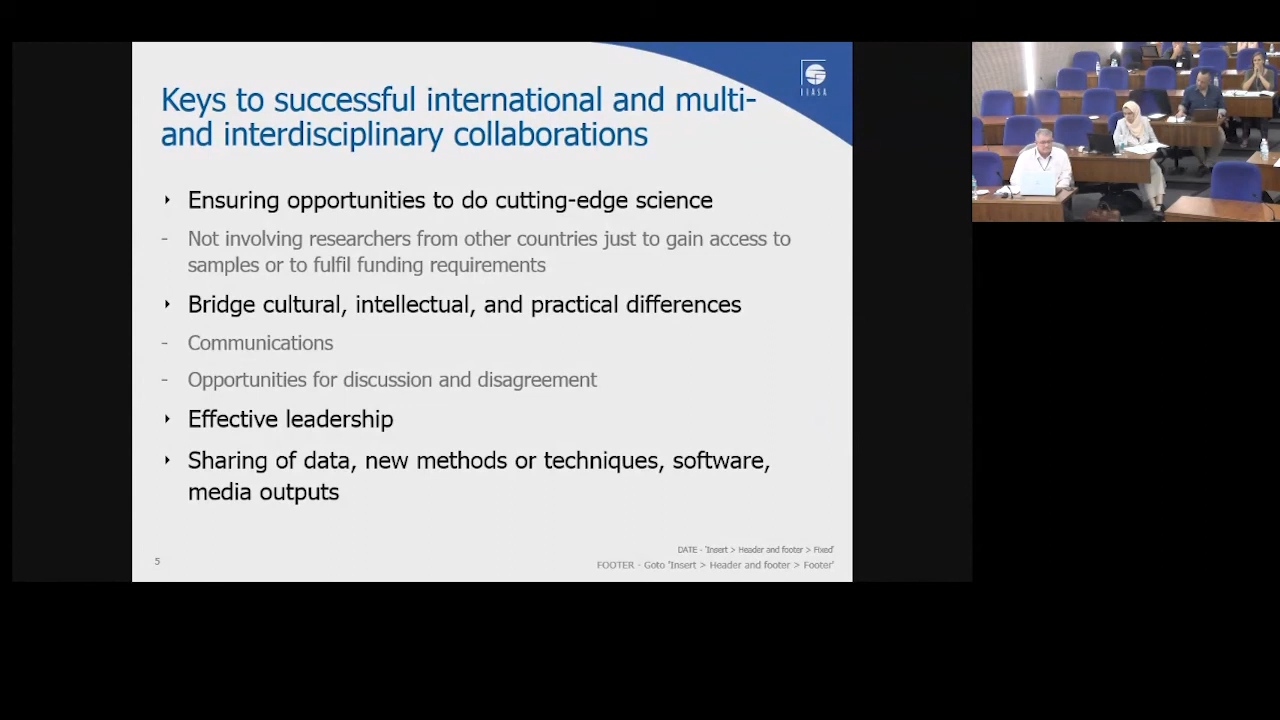 IIASA
Keys to successful international and multi-
and interdisciplinary collaborations
Ensuring opportunities to do cutting-edge science
- Not involving researchers from other countries just to gain access to
samples or to fulfil funding requirements
Bridge cultural, intellectual, and practical differences
- Communications
- Opportunities for discussion and disagreement
Effective leadership
Sharing of data, new methods or techniques, software,
media outputs
DATE - 'Insert > Header and footer > Fixed'
5
FOOTER - Goto 'Insert > Header and footer > Footer'